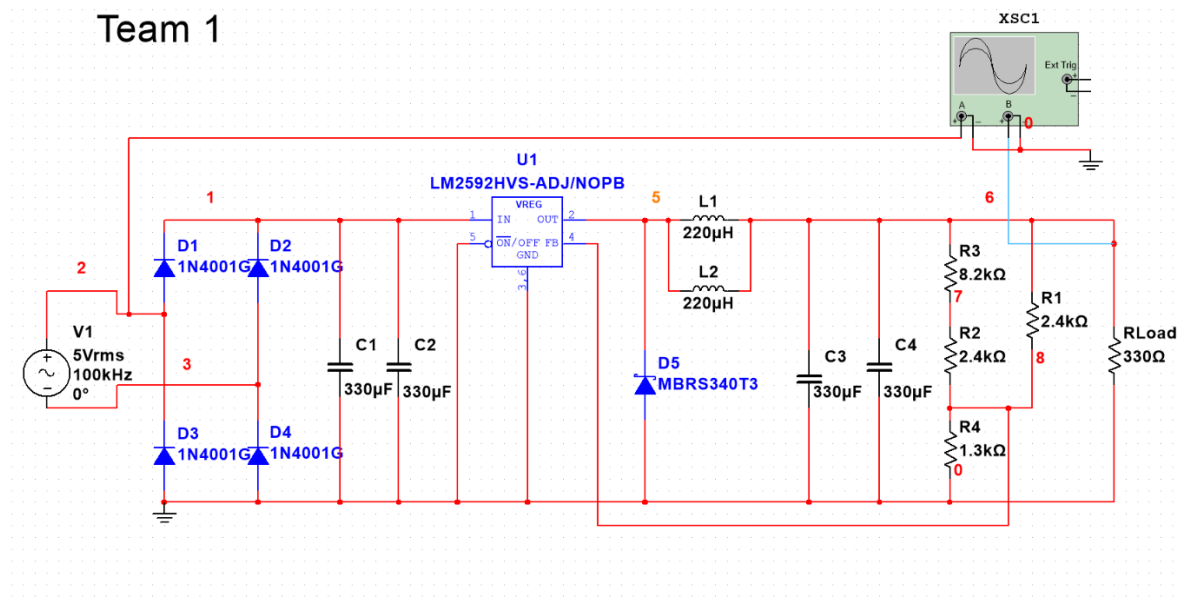 Team 1
XSC1
Ext Trig
+
−
A
B
+
−
+
−
0
U1
LM2592HVS-ADJ/NOPB
VREG
1
IN
OUT
2
5
ON/OFF
FB
4
GND
3,6
1
5
6
L1
220µH
L2
220µH
D1
1N4001G
D2
1N4001G
2
V1
5Vrms
100kHz
0°
+
−
3
C1
330µF
C2
330µF
D5
MBRS340T3
C3
330µF
C4
330µF
R3
8.2kΩ
7
R2
2.4kΩ
R1
2.4kΩ
8
RLoad
330Ω
D3
1N4001G
D4
1N4001G
R4
1.3kΩ
0